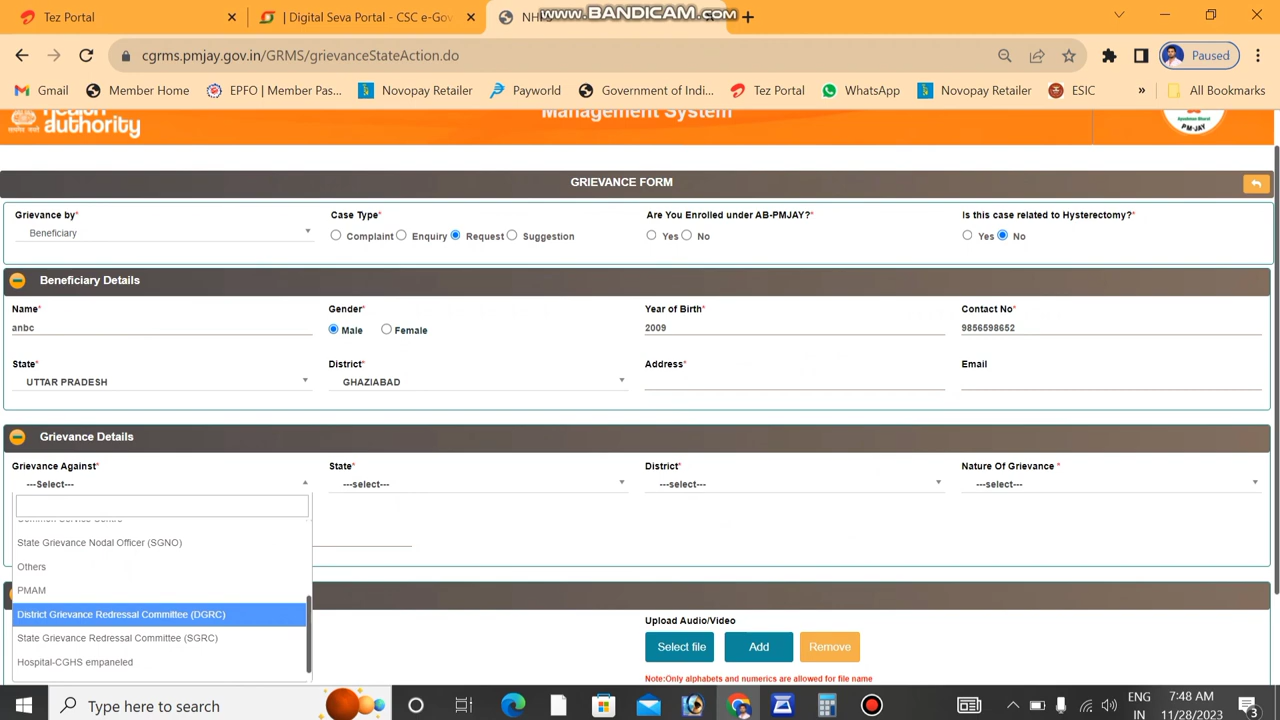 Tez Portal
| Digital Seva Portal - CSC e-Gov
NH
www.BANDICAM.com
cgrms.pmjay.gov.in/GRMS/grievanceStateAction.do
Paused
Gmail
Member Home
EPFO | Member Pas...
Novopay Retailer
Payworld
Government of Indi...
Tez Portal
WhatsApp
Novopay Retailer
ESIC
»
All Bookmarks
health
authority
Management System
PM-JAY
GRIEVANCE FORM
Grievance by*
Case Type*
Are You Enrolled under AB-PMJAY?*
Is this case related to Hysterectomy?*
Beneficiary
Complaint
Enquiry
Request
Suggestion
Yes
No
Yes
No
Beneficiary Details
Name*
Gender*
Year of Birth*
Contact No*
anbc
Male
Female
2009
9856598652
State*
District*
Address*
Email
UTTAR PRADESH
GHAZIABAD
Grievance Details
Grievance Against*
State*
District*
Nature Of Grievance *
---Select---
---select---
---select---
---select---
Common Service Centre
State Grievance Nodal Officer (SGNO)
Others
PMAM
District Grievance Redressal Committee (DGRC)
State Grievance Redressal Committee (SGRC)
Hospital-CGHS empaneled
Upload Audio/Video
Select file
Add
Remove
Note:Only alphabets and numerics are allowed for file name
Type here to search
ENG
IN
7:48 AM
11/28/2023
3